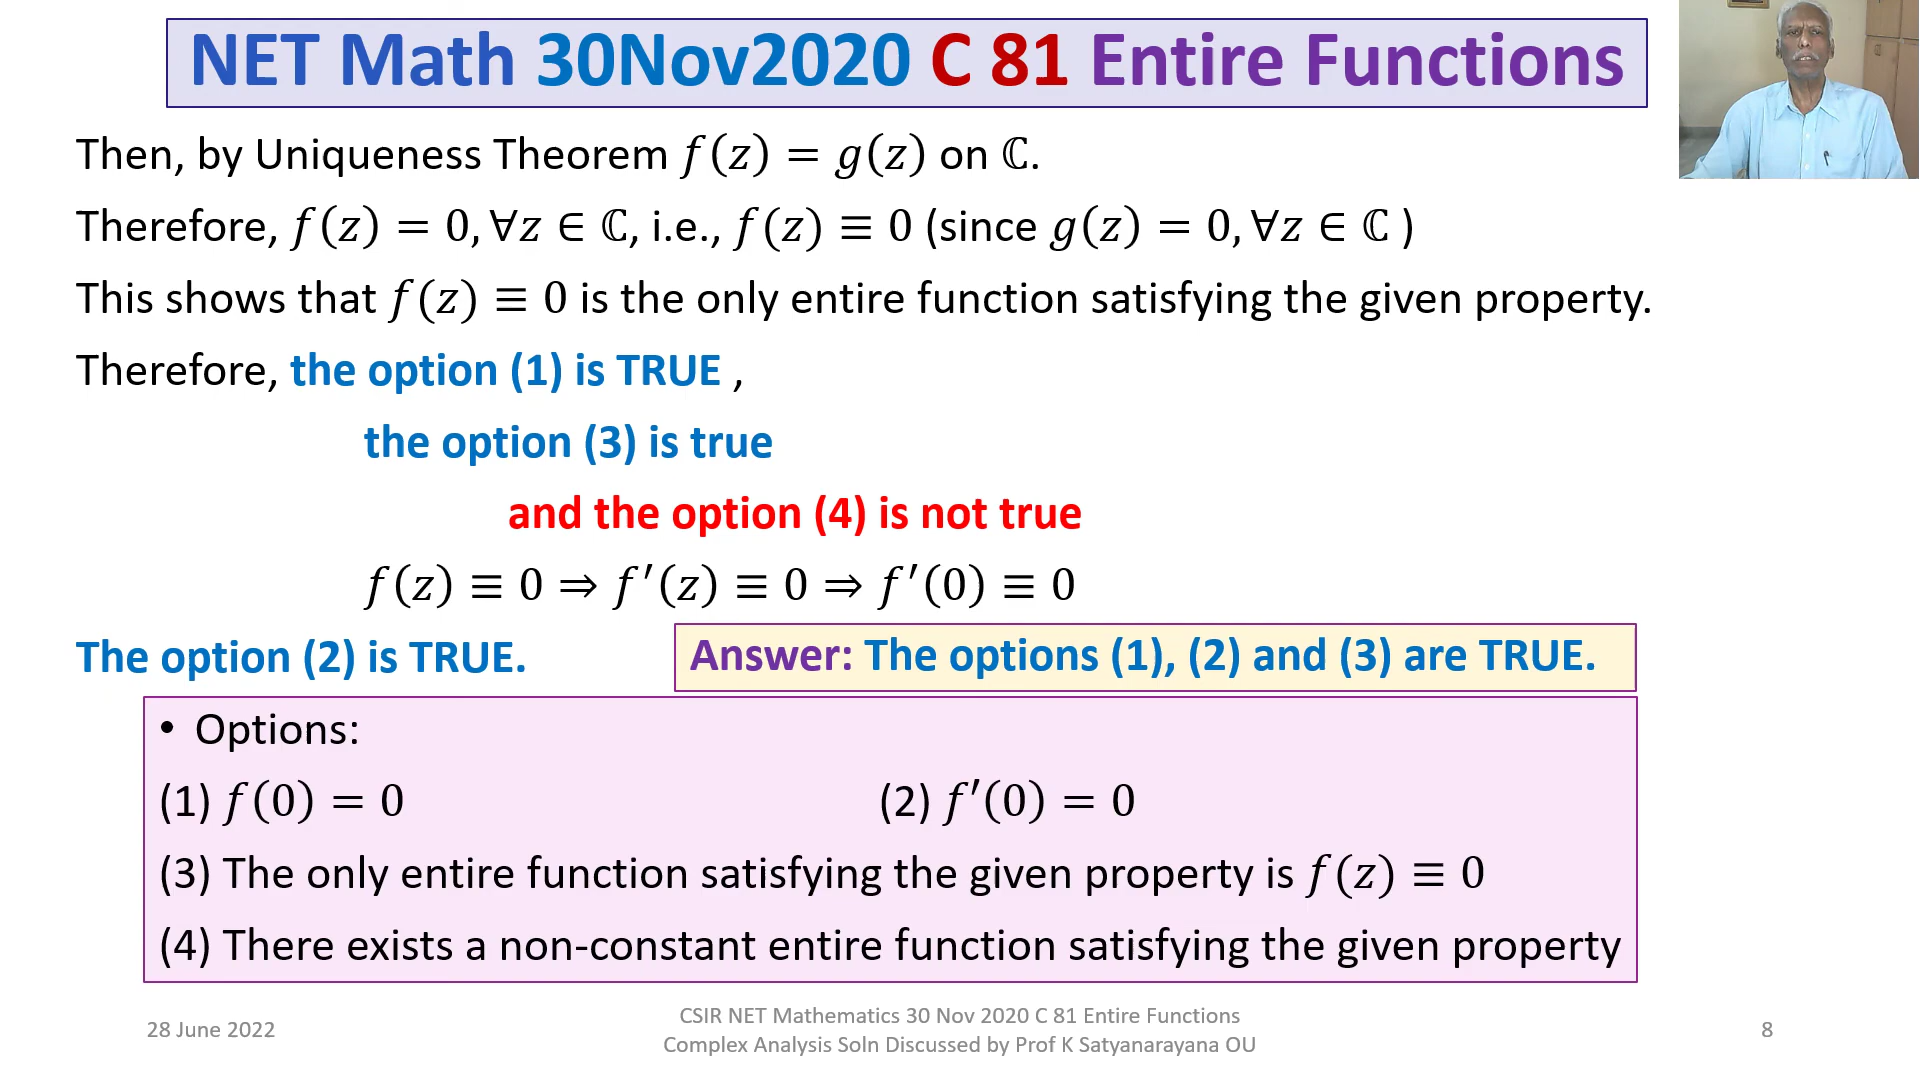 NET Math 30Nov2020 C 81 Entire Functions
Then, by Uniqueness Theorem f(z) = g(z) on ℂ.
Therefore, f(z) = 0, ∀z ∈ ℂ, i.e., f(z) ≡ 0 (since g(z) = 0, ∀z ∈ ℂ )
This shows that f(z) ≡ 0 is the only entire function satisfying the given property.
Therefore, the option (1) is TRUE ,
the option (3) is true
and the option (4) is not true
f(z) ≡ 0 ⇒ f′(z) ≡ 0 ⇒ f′(0) ≡ 0
The option (2) is TRUE.
Answer: The options (1), (2) and (3) are TRUE.
• Options:
(1) f(0) = 0 (2) f′(0) = 0
(3) The only entire function satisfying the given property is f(z) ≡ 0
(4) There exists a non-constant entire function satisfying the given property
28 June 2022
CSIR NET Mathematics 30 Nov 2020 C 81 Entire Functions
Complex Analysis Soln Discussed by Prof K Satyanarayana OU
8